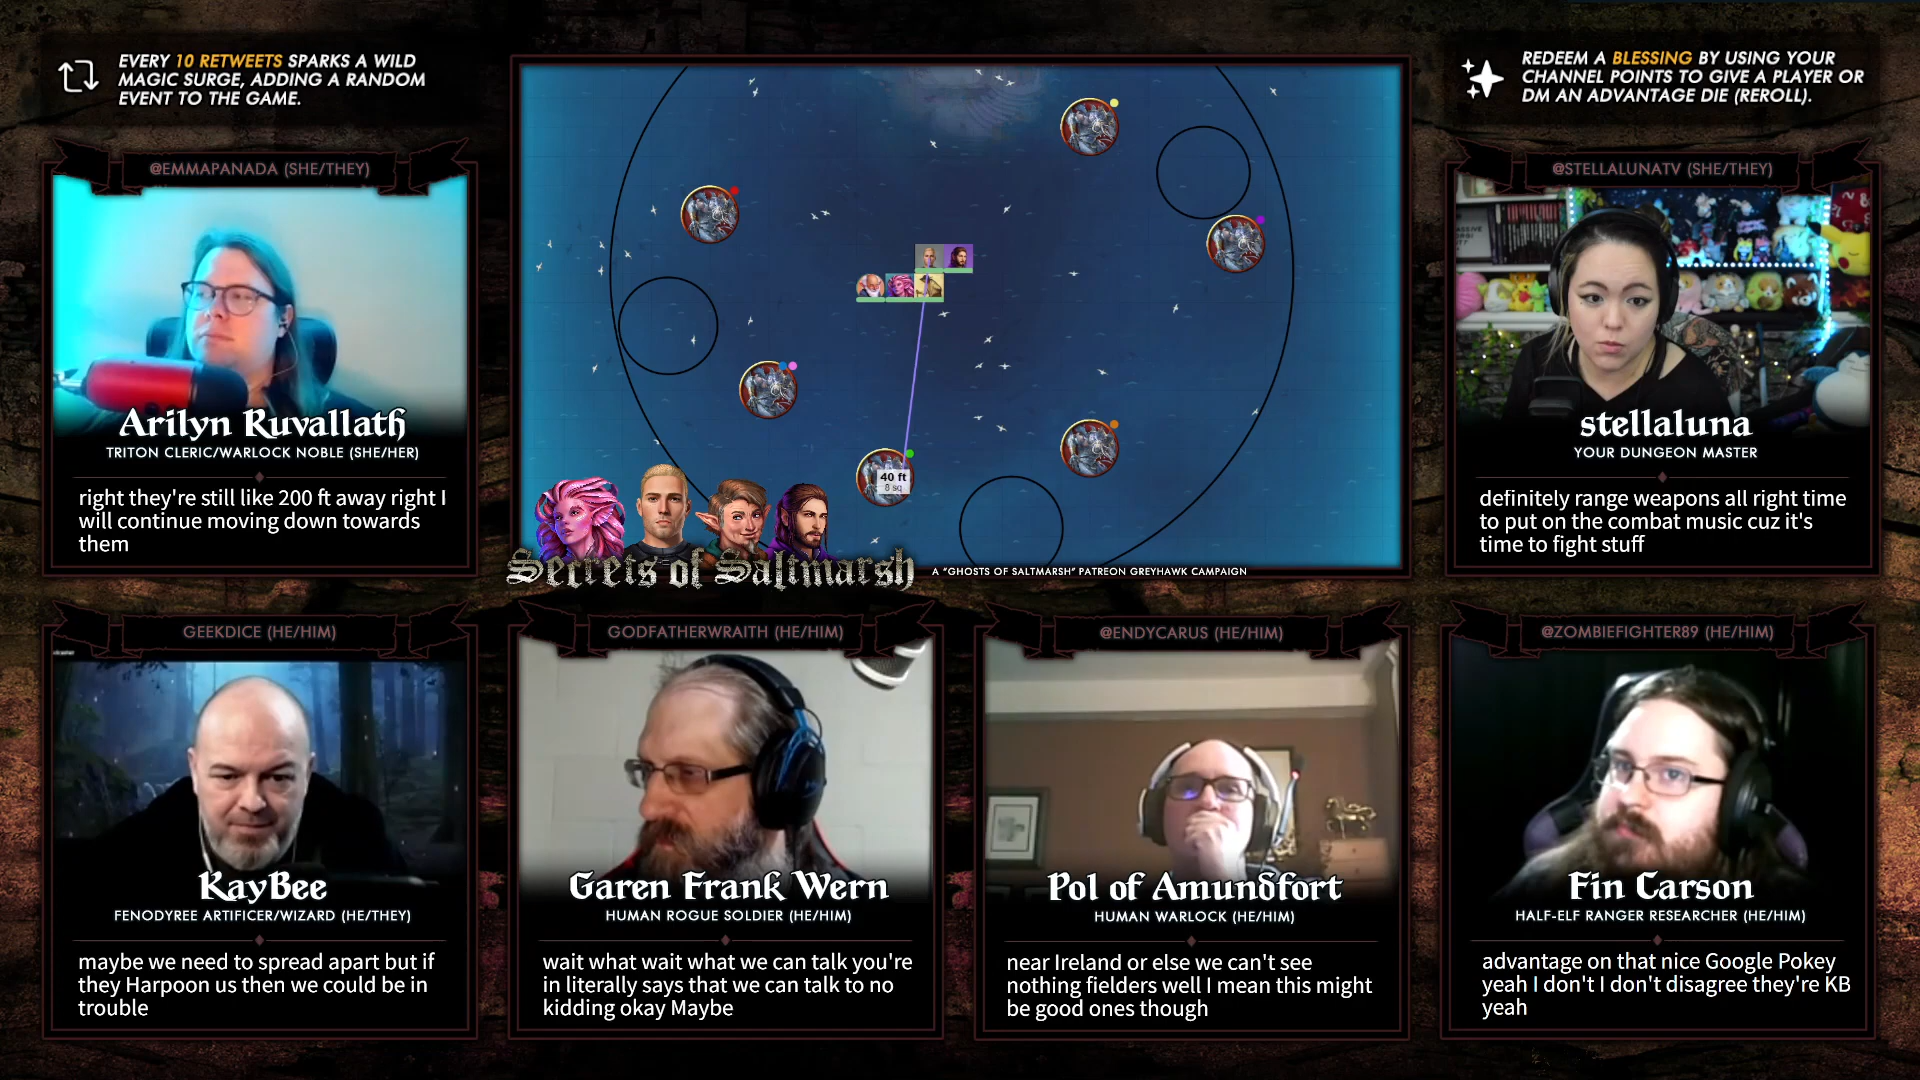 EVERY 10 RETWEETS SPARKS A WILD
MAGIC SURGE, ADDING A RANDOM
EVENT TO THE GAME.
REDEEM A BLESSING BY USING YOUR
CHANNEL POINTS TO GIVE A PLAYER OR
DM AN ADVANTAGE DIE (REROLL).
@EMMAPANADA (SHE/THEY)
Arilyn Ruvallath
TRITON CLERIC/WARLOCK NOBLE (SHE/HER)
right they're still like 200 ft away right I
will continue moving down towards
them
40 ft
8 sq
Secrets of Saltmarsh
A "GHOSTS OF SALTMARSH" PATREON GREYHAWK CAMPAIGN
@STELLALUNATV (SHE/THEY)
stellaluna
YOUR DUNGEON MASTER
definitely range weapons all right time
to put on the combat music cuz it's
time to fight stuff
GEEKDICE (HE/HIM)
KayBee
FENODYREE ARTIFICER/WIZARD (HE/THEY)
maybe we need to spread apart but if
they Harpoon us then we could be in
trouble
GODFATHERWRAITH (HE/HIM)
Garen Frank Wern
HUMAN ROGUE SOLDIER (HE/HIM)
wait what wait what we can talk you're
in literally says that we can talk to no
kidding okay Maybe
@ENDYCARUS (HE/HIM)
Pol of Amundfort
HUMAN WARLOCK (HE/HIM)
near Ireland or else we can't see
nothing fielders well I mean this might
be good ones though
@ZOMBIEFIGHTER89 (HE/HIM)
Fin Carson
HALF-ELF RANGER RESEARCHER (HE/HIM)
advantage on that nice Google Pokey
yeah I don't I don't disagree they're KB
yeah